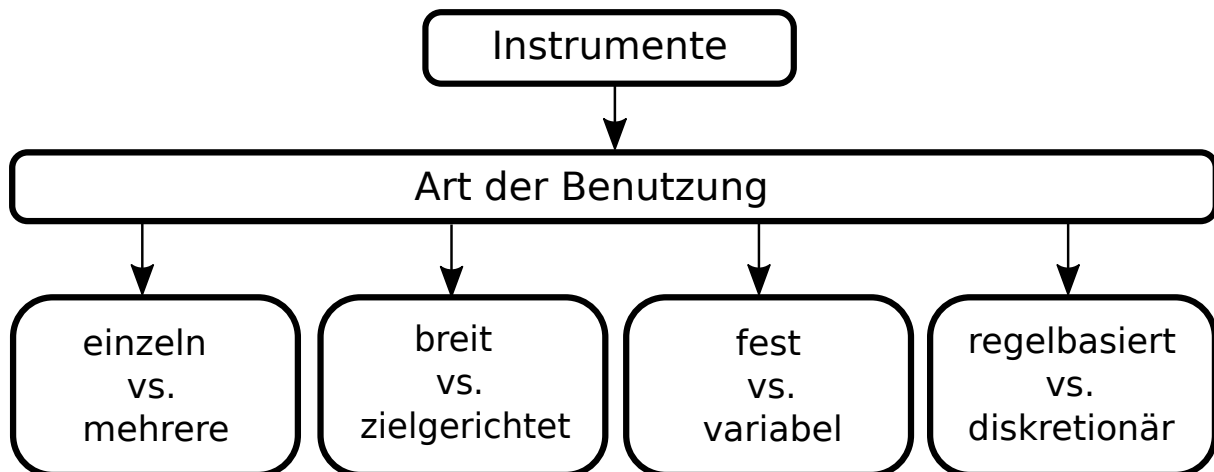 Instrumente
Art der Benutzung
einzeln
vs.
mehrere
breit
vs.
zielgerichtet
fest
vs.
variabel
regelbasiert
vs.
diskretionär